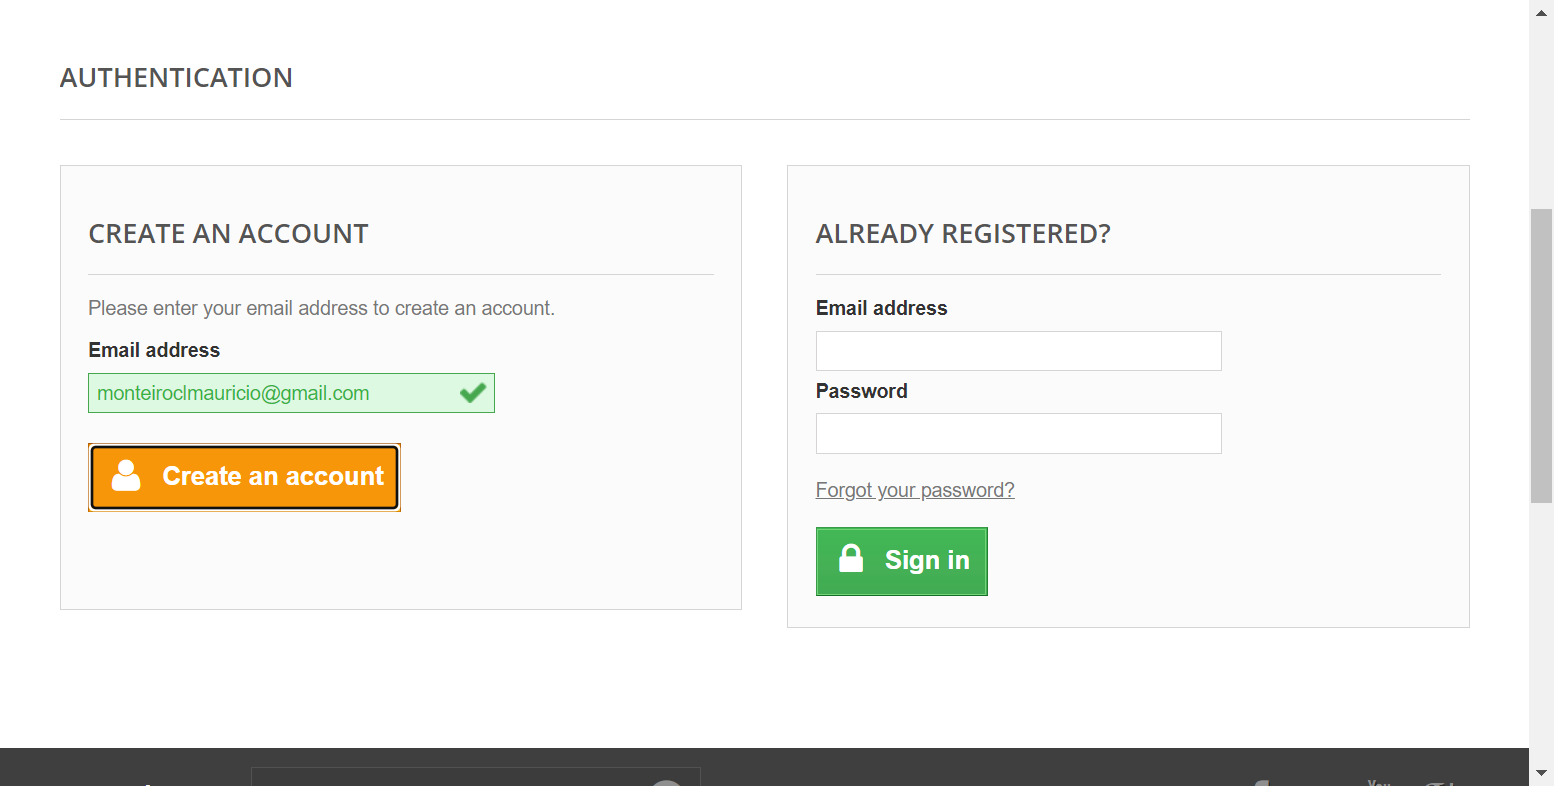 AUTHENTICATION
CREATE AN ACCOUNT
Please enter your email address to create an account.
Email address
monteiroclmauricio@gmail.com
Create an account
ALREADY REGISTERED?
Email address
Password
Forgot your password?
Sign in